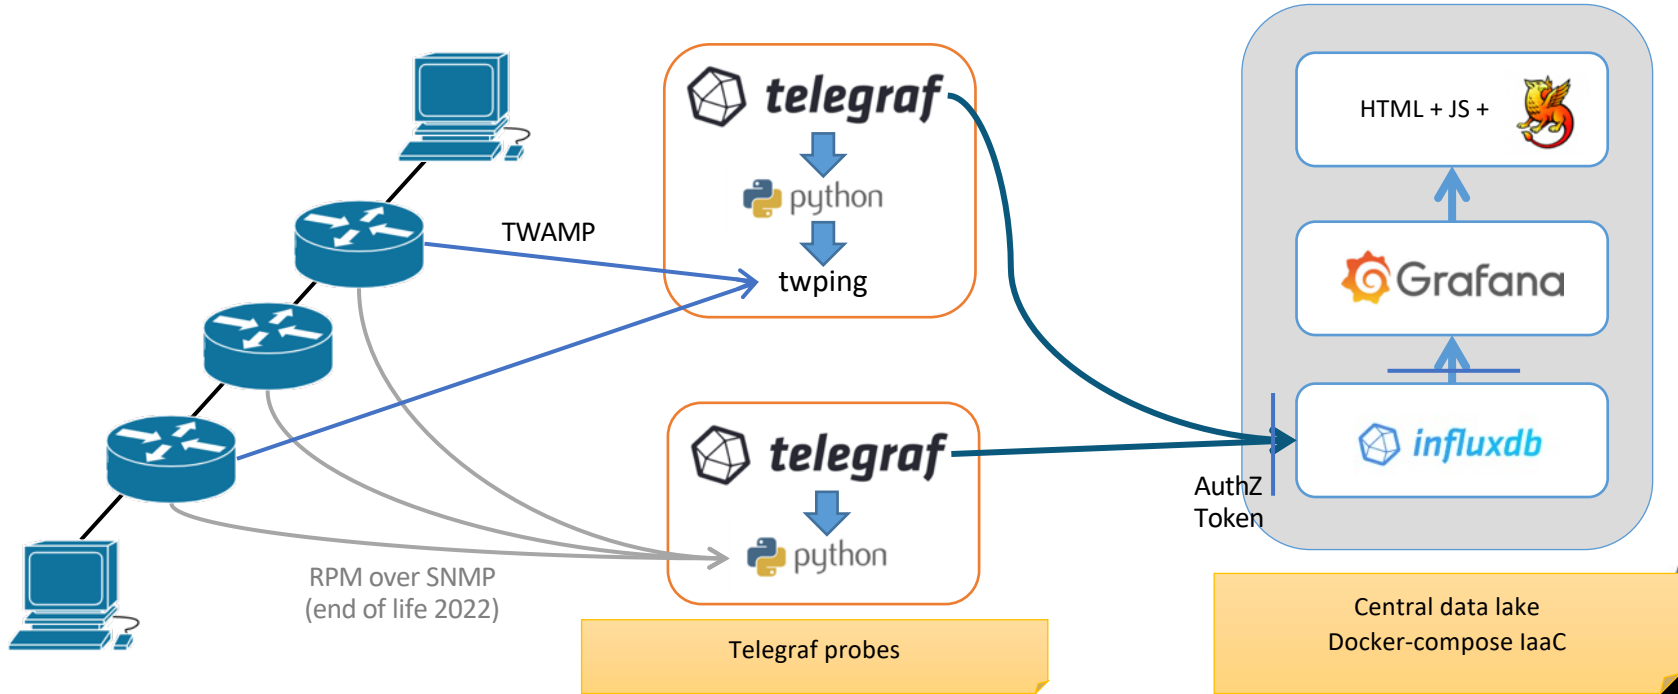 telegraf
python
TWAMP
twping
telegraf
python
RPM over SNMP
(end of life 2022)
Telegraf probes
HTML + JS +
Grafana
influxdb
AuthZ
Token
Central data lake
Docker-compose IaaC